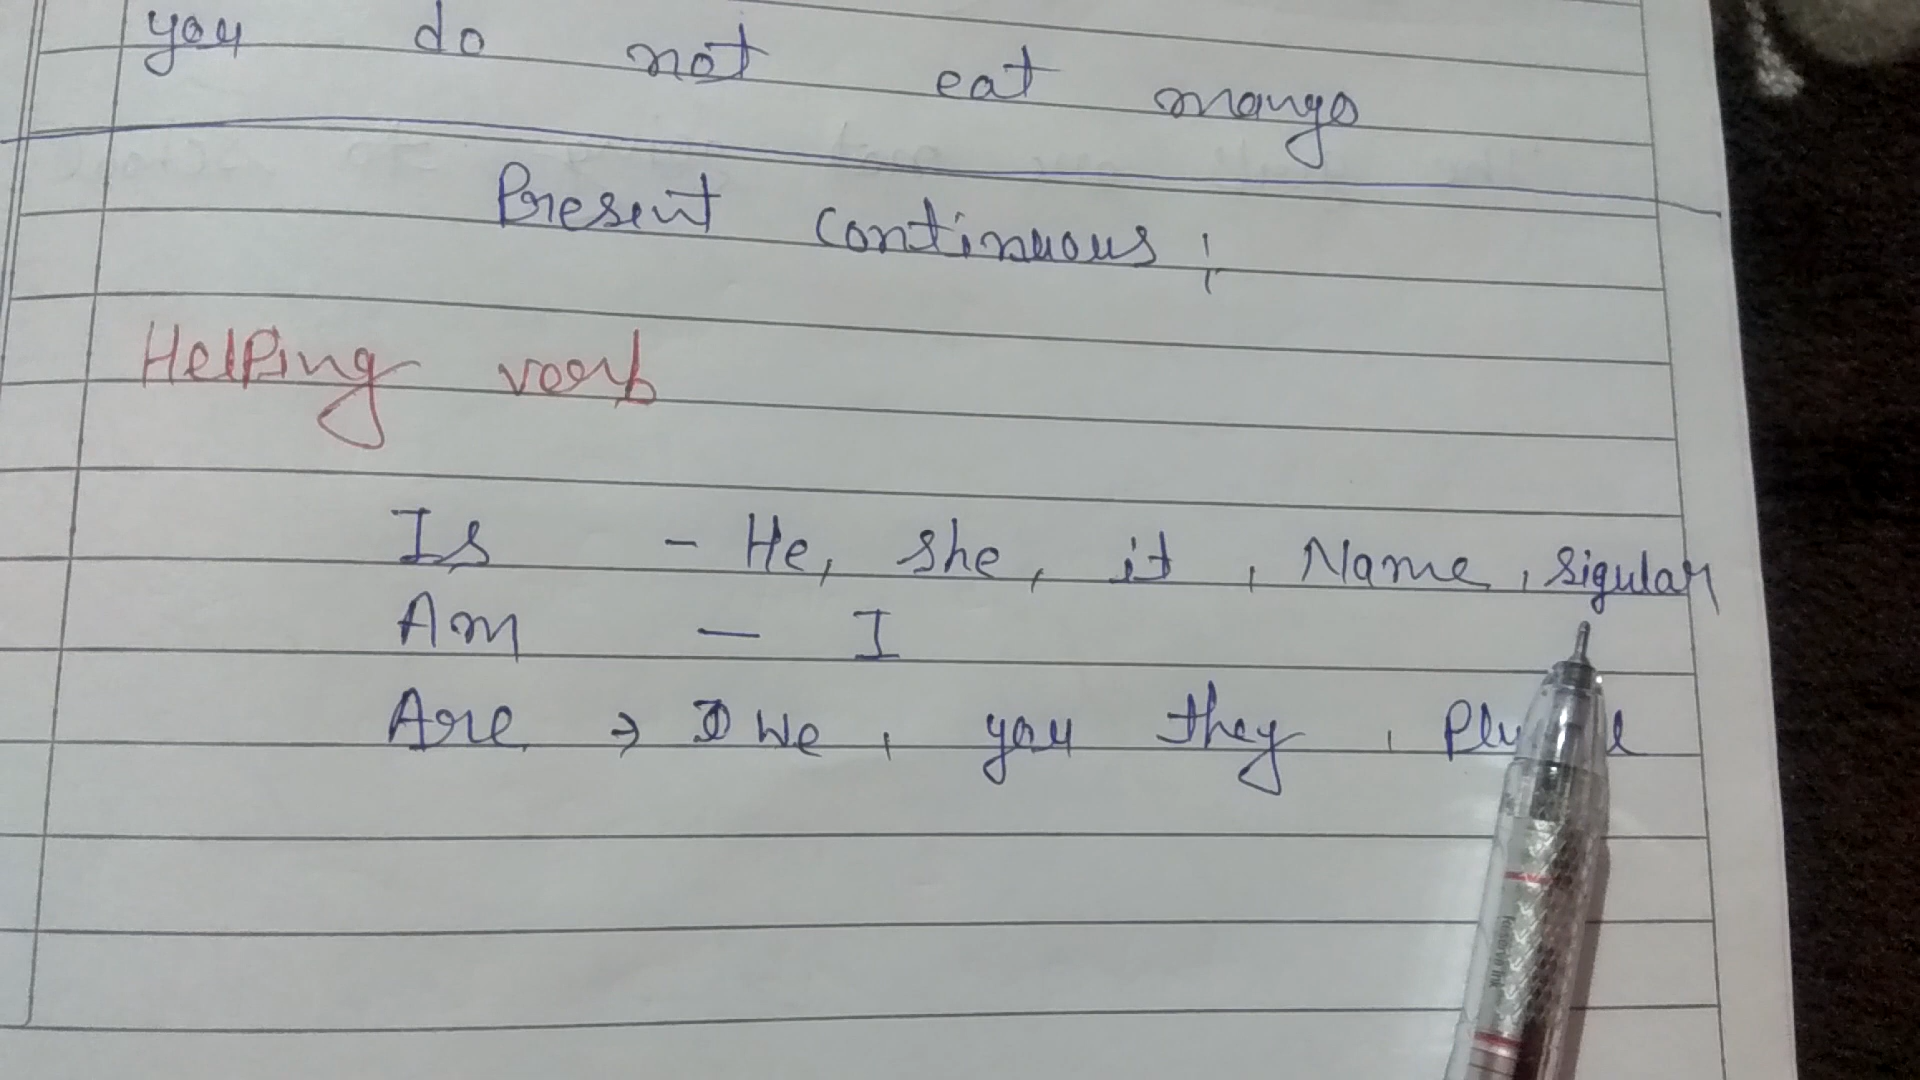 you do not eat mango
Present continuous :
Helping verb
Is - He, she, it, Name, sigular
Am - I
Are → we, you they,